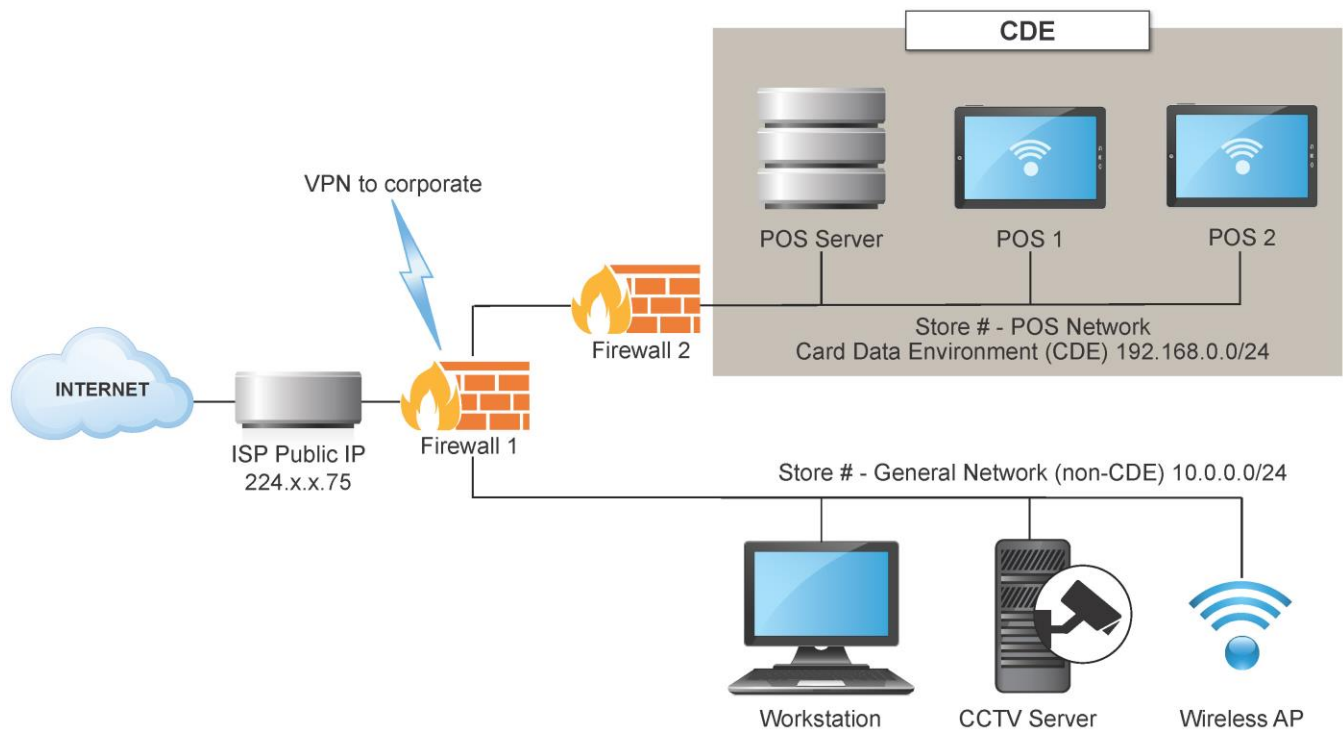 CDE
VPN to corporate
POS Server
POS 1
POS 2
Store # - POS Network
Card Data Environment (CDE) 192.168.0.0/24
Firewall 2
INTERNET
Firewall 1
ISP Public IP
224.x.x.75
Store # - General Network (non-CDE) 10.0.0.0/24
Workstation
CCTV Server
Wireless AP